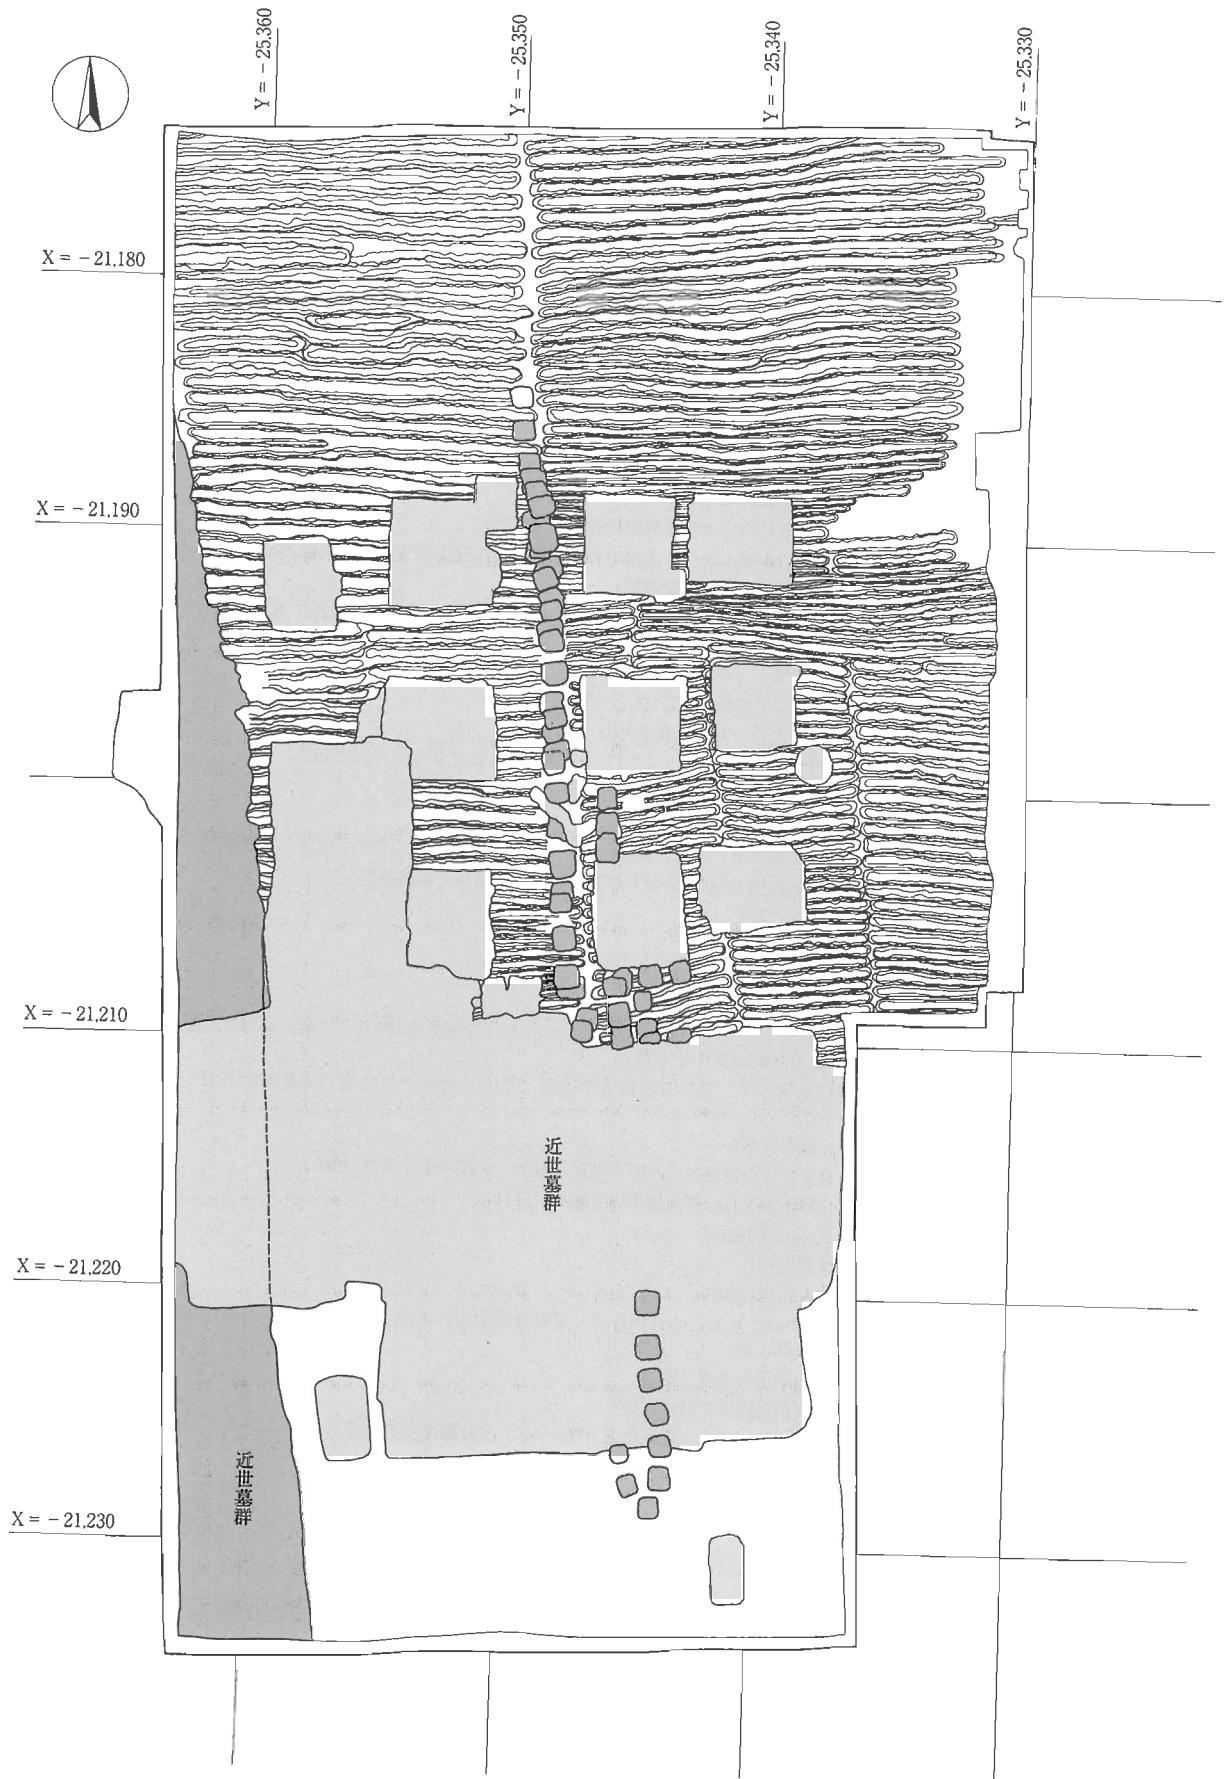 Y = − 25,360
Y = − 25,350
Y = − 25,340
Y = − 25,330
X = − 21,180
X = − 21,190
X = − 21,210
近世墓群
X = − 21,220
近世墓群
X = − 21,230